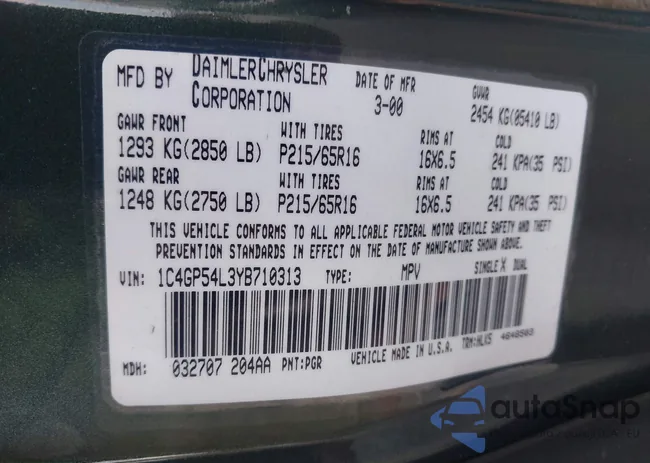 MFD BY DAIMLERCHRYSLER CORPORATION DATE OF MFR 3-00 GVWR 2454 KG(05410 LB)
GAWR FRONT WITH TIRES RIMS AT COLD
1293 KG(2850 LB) P215/65R16 16X6.5 241 KPA(35 PSI)
GAWR REAR WITH TIRES RIMS AT COLD
1248 KG(2750 LB) P215/65R16 16X6.5 241 KPA(35 PSI)
THIS VEHICLE CONFORMS TO ALL APPLICABLE FEDERAL MOTOR VEHICLE SAFETY AND THEFT
PREVENTION STANDARDS IN EFFECT ON THE DATE OF MANUFACTURE SHOWN ABOVE.
VIN: 1C4GP54L3YB710313 TYPE: MPV SINGLE X DUAL
MDH: 032707 204AA PNT:PGR VEHICLE MADE IN U.S.A. TRM:HLK5 4648503
autoSnap